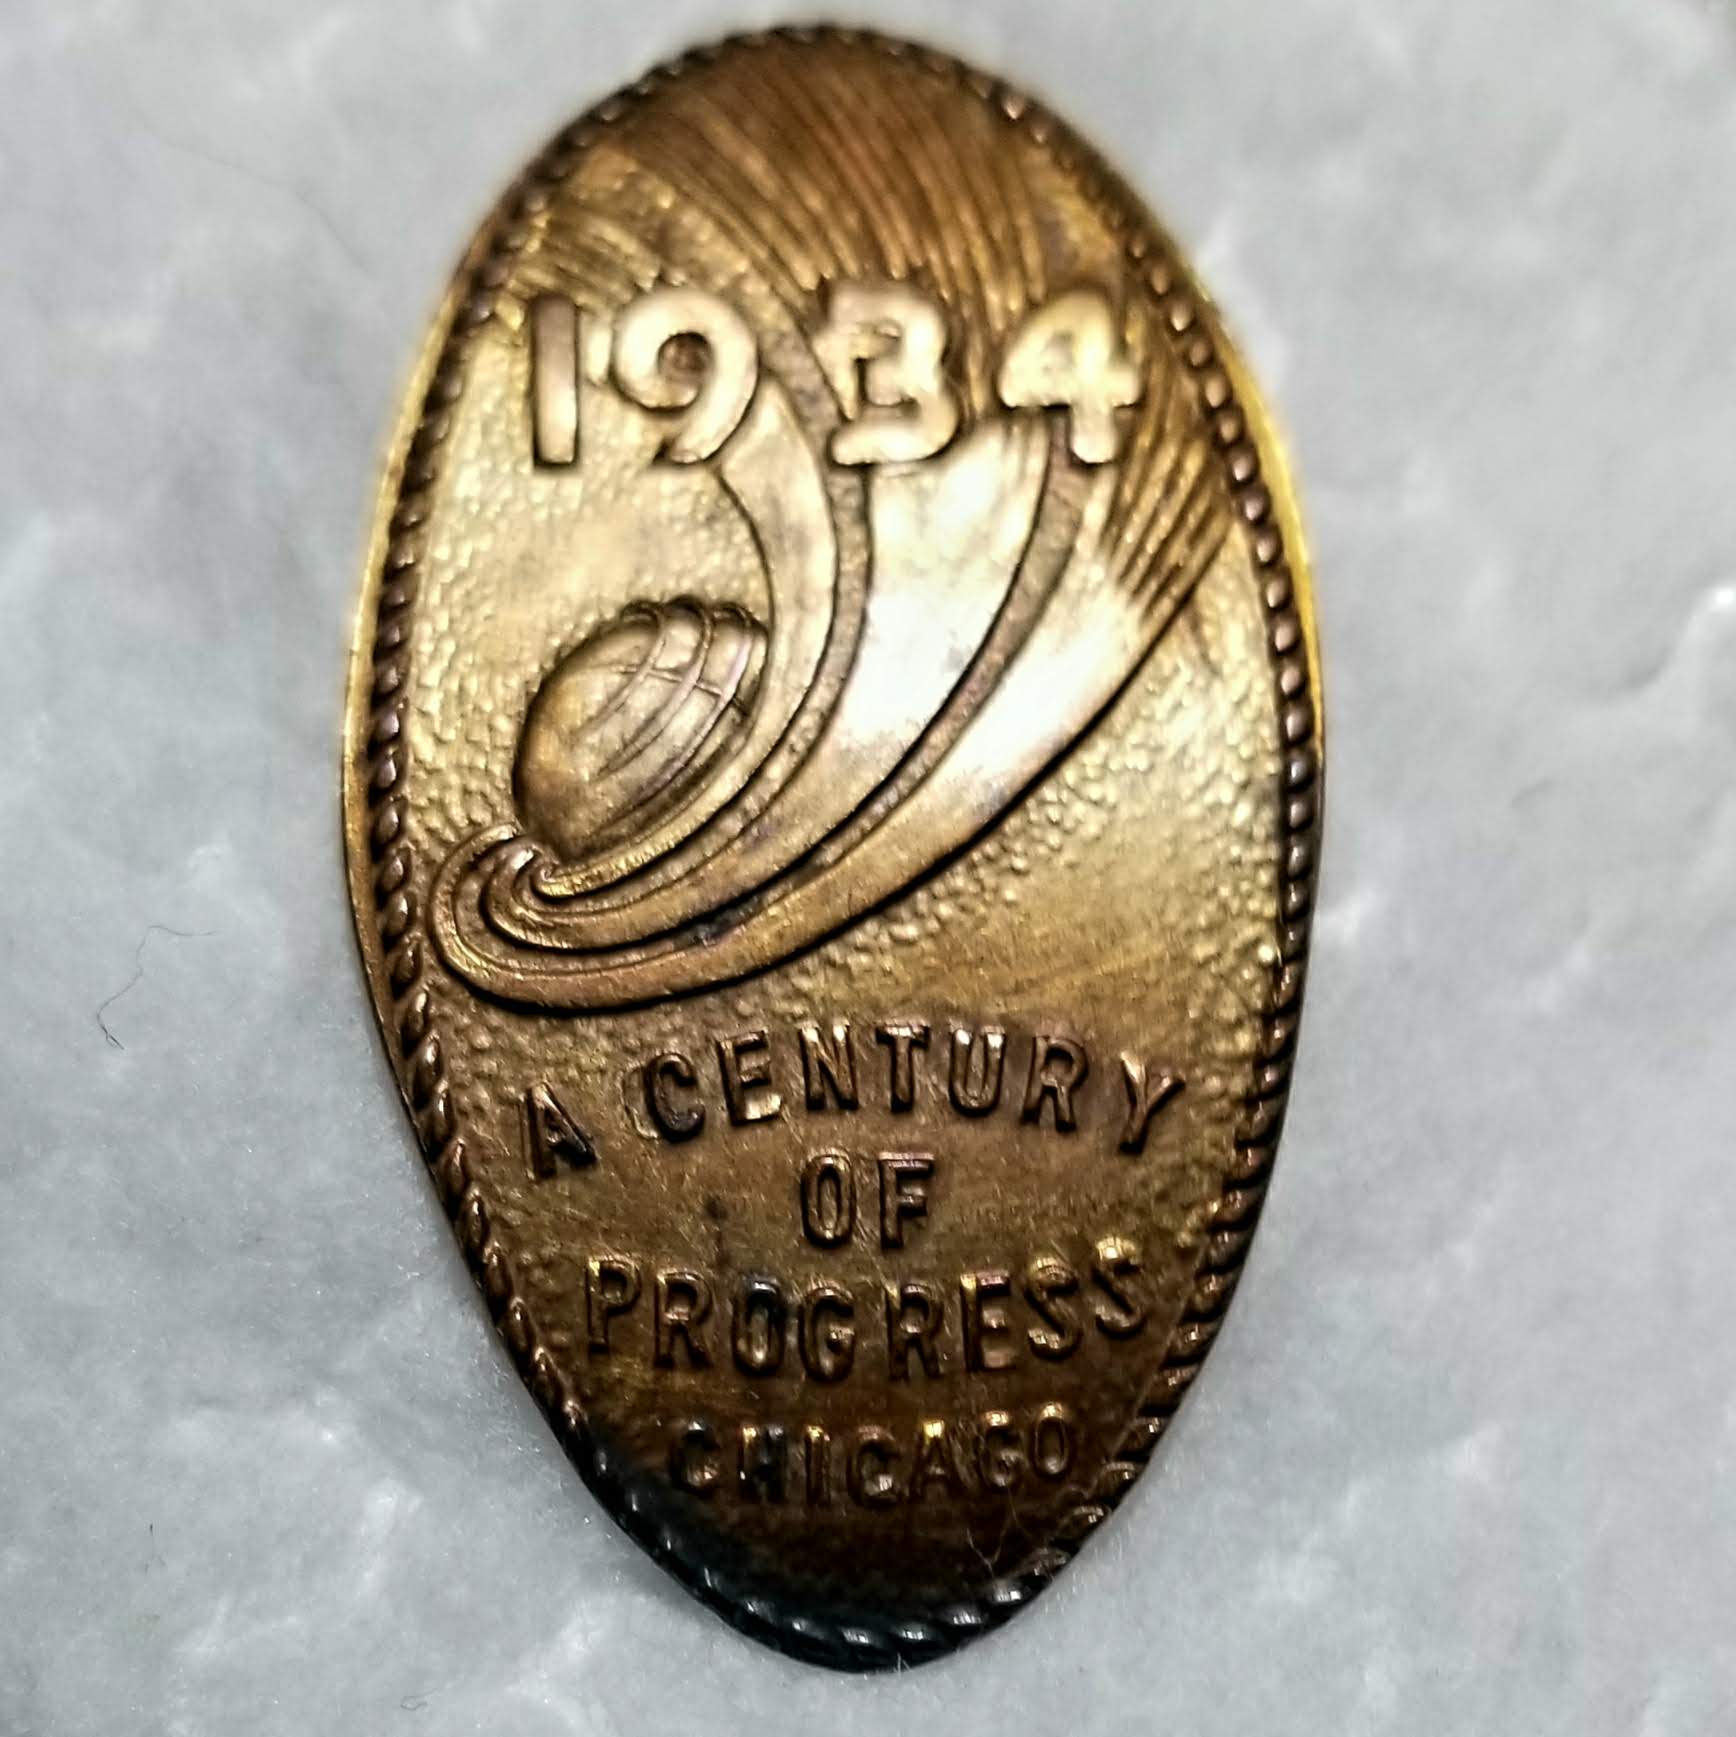 1934
A CENTURY
OF
PROGRESS
CHICAGO